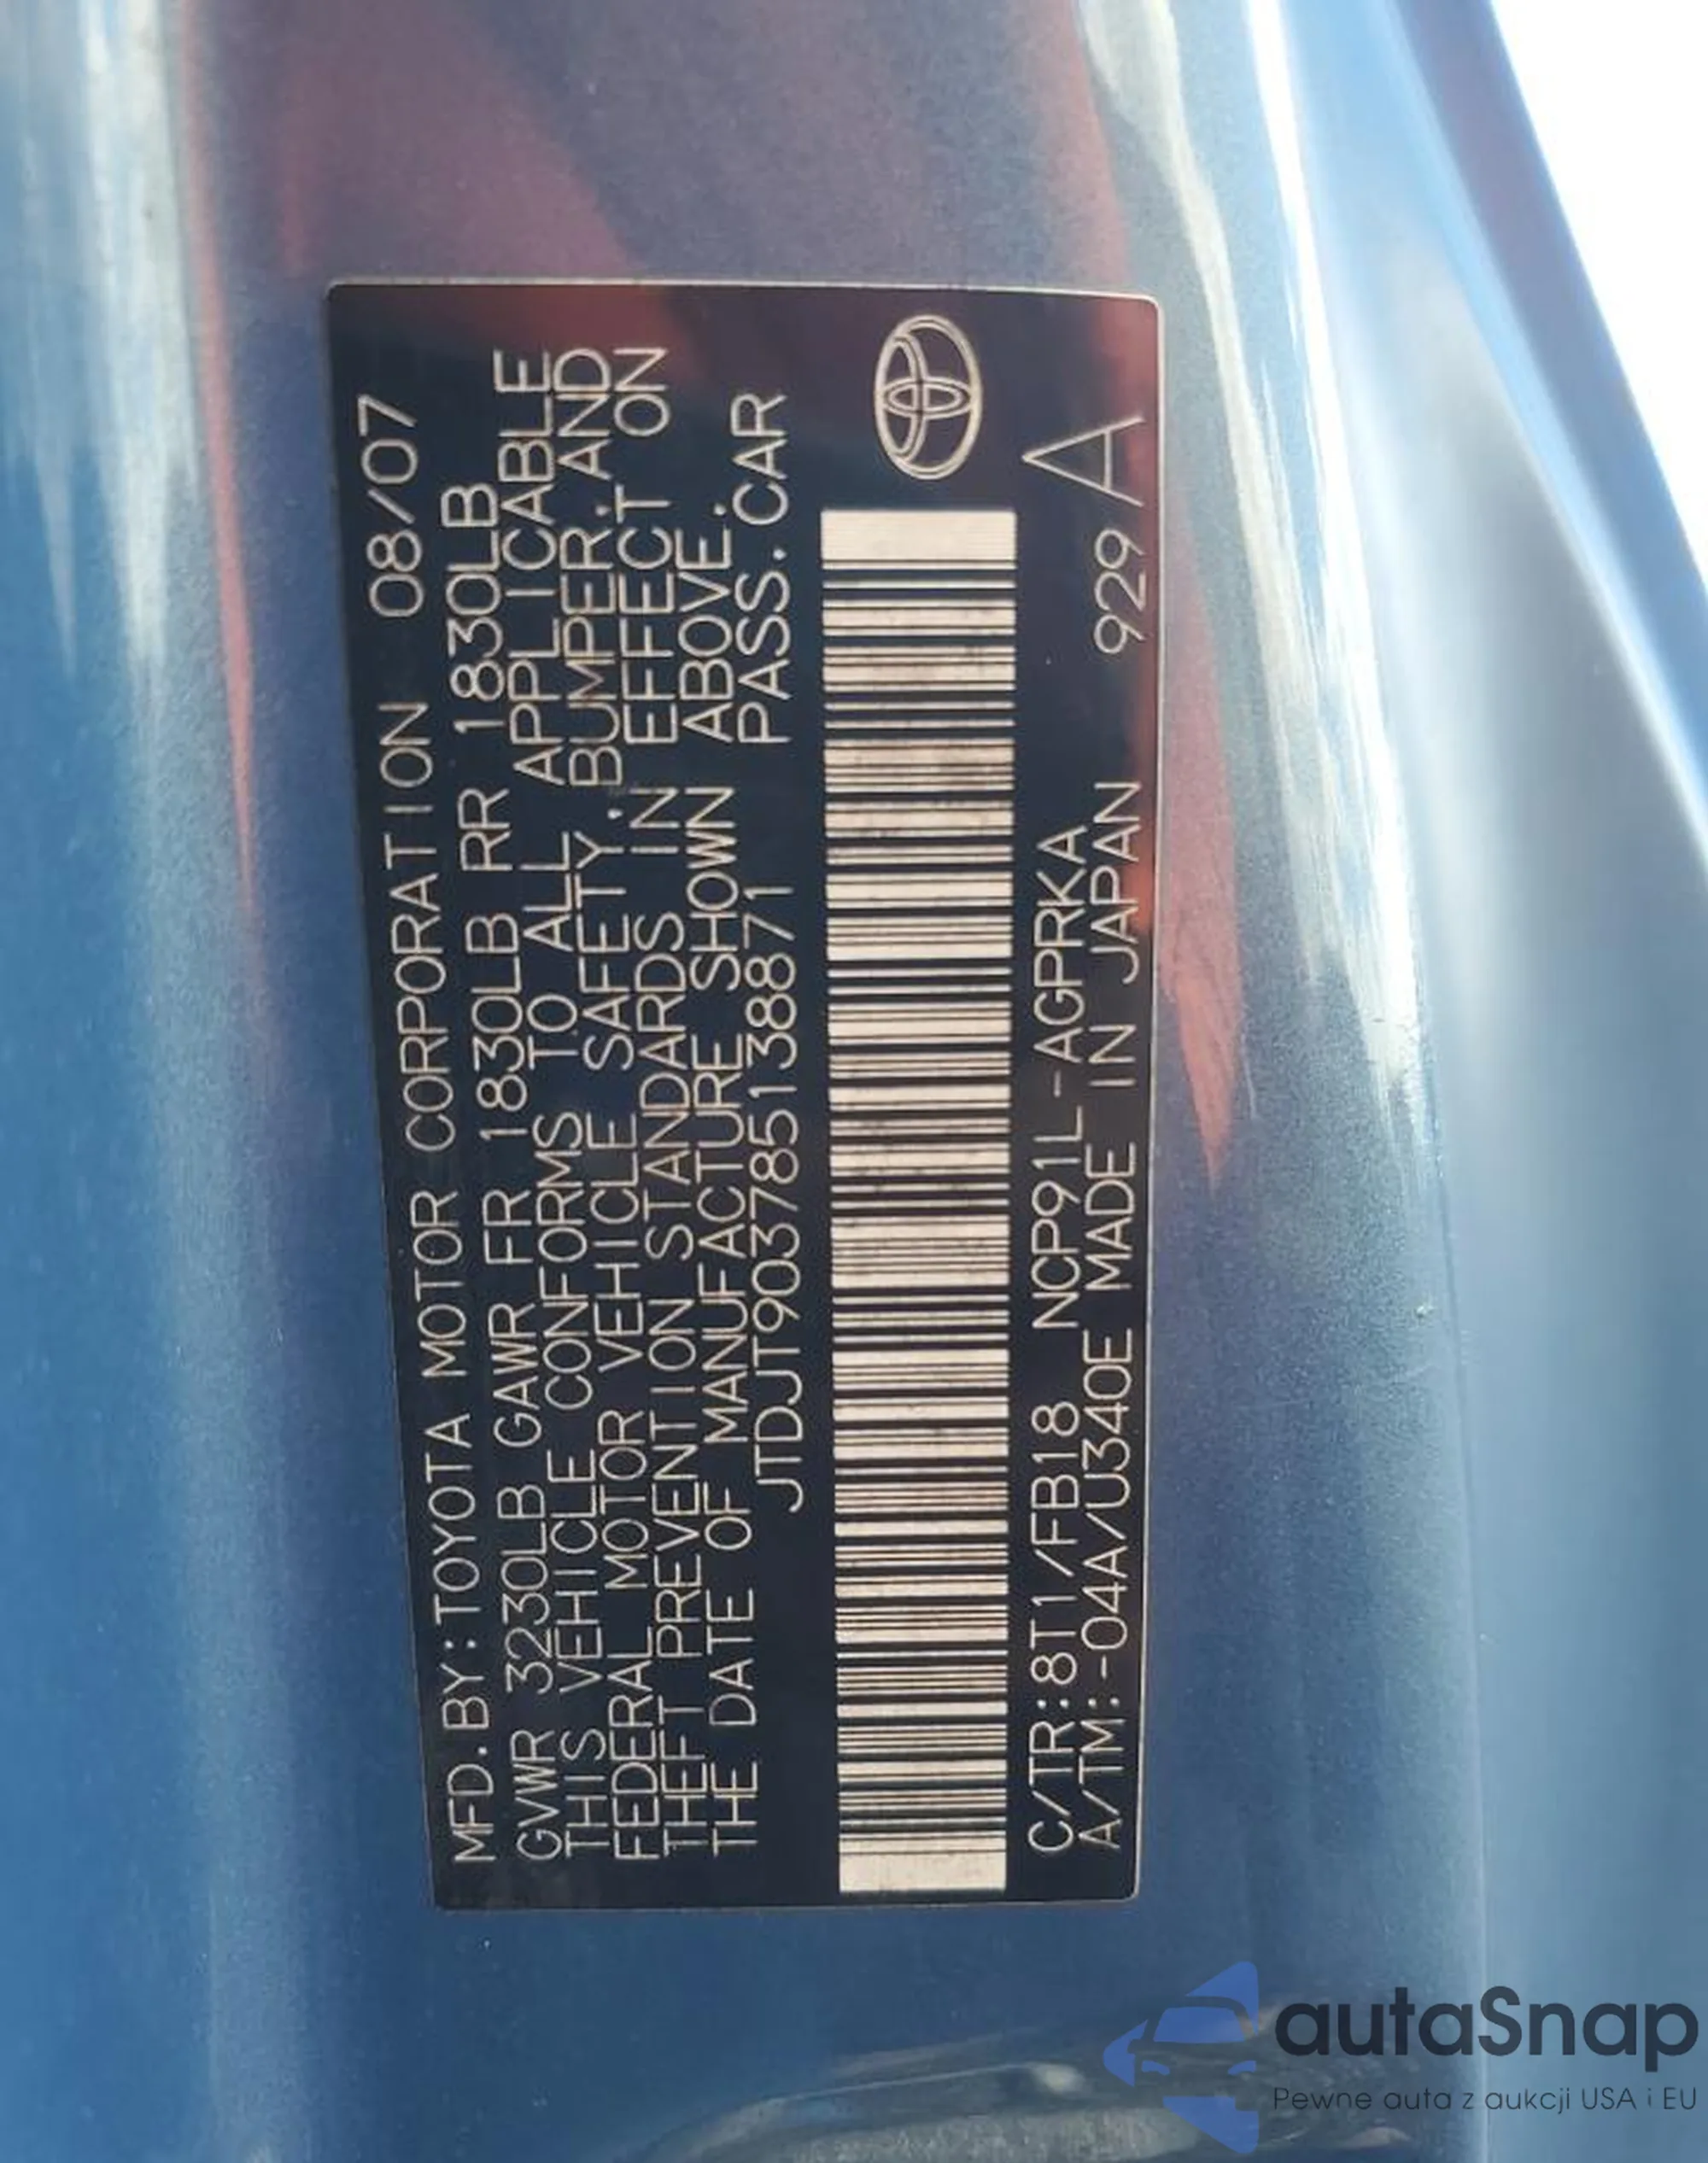 MFD.BY:TOYOTA MOTOR CORPORATION 08/07
GVWR 3230LB GAWR FR 1830LB RR 1830LB
THIS VEHICLE CONFORMS TO ALL APPLICABLE
FEDERAL MOTOR VEHICLE SAFETY, BUMPER, AND
THEFT PREVENTION STANDARDS IN EFFECT ON
THE DATE OF MANUFACTURE SHOWN ABOVE.
JTDJT903785138871 PASS.CAR
C/TR:8T1/FB18 NCP91L-AGPRKA
A/TM:-04A/U340E MADE IN JAPAN 929 A
autaSnap
Pewne auta z aukcji USA i EU